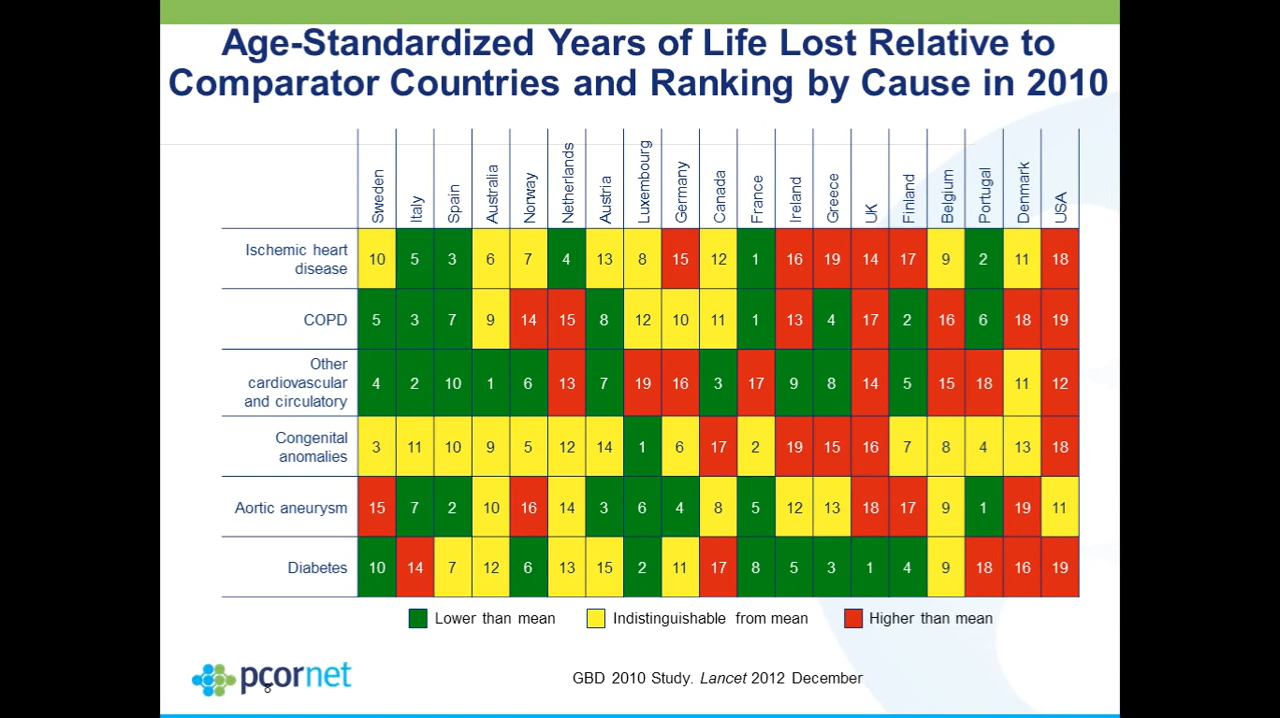 Age-Standardized Years of Life Lost Relative to
Comparator Countries and Ranking by Cause in 2010
Sweden Italy Spain Australia Norway Netherlands Austria Luxembourg Germany Canada France Ireland Greece UK Finland Belgium Portugal Denmark USA
Ischemic heart
disease
10 5 3 6 7 4 13 8 15 12 1 16 19 14 17 9 2 11 18
COPD 5 3 7 9 14 15 8 12 10 11 1 13 4 17 2 16 6 18 19
Other
cardiovascular
and circulatory
4 2 10 1 6 13 7 19 16 3 17 9 8 14 5 15 18 11 12
Congenital
anomalies
3 11 10 9 5 12 14 1 6 17 2 19 15 16 7 8 4 13 18
Aortic aneurysm 15 7 2 10 16 14 3 6 4 8 5 12 13 18 17 9 1 19 11
Diabetes 10 14 7 12 6 13 15 2 11 17 8 5 3 1 4 9 18 16 19
Lower than mean Indistinguishable from mean Higher than mean
pcornet
8
GBD 2010 Study. Lancet 2012 December